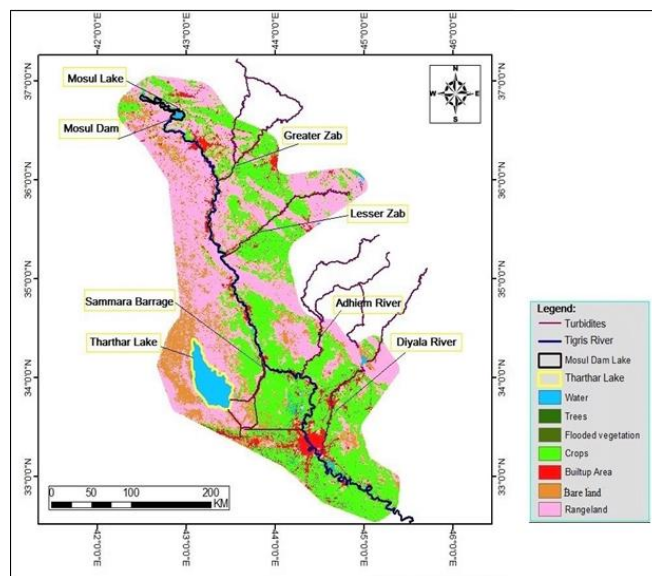 42°0'0"E
43°0'0"E
44°0'0"E
45°0'0"E
46°0'0"E
37°0'0"N
36°0'0"N
35°0'0"N
34°0'0"N
33°0'0"N
N
W E
S
Mosul Lake
Mosul Dam
Greater Zab
Lesser Zab
Sammara Barrage
Adhiem River
Tharthar Lake
Diyala River
0 25 50 100 150 200
KM
37°0'0"N
36°0'0"N
35°0'0"N
34°0'0"N
33°0'0"N
42°0'0"E
43°0'0"E
44°0'0"E
45°0'0"E
46°0'0"E
Legend:
Turbidites
Tigris River
Mosul Dam Lake
Tharthar Lake
Water
Trees
Flooded vegetation
Crops
Builtup Area
Bare land
Rangeland